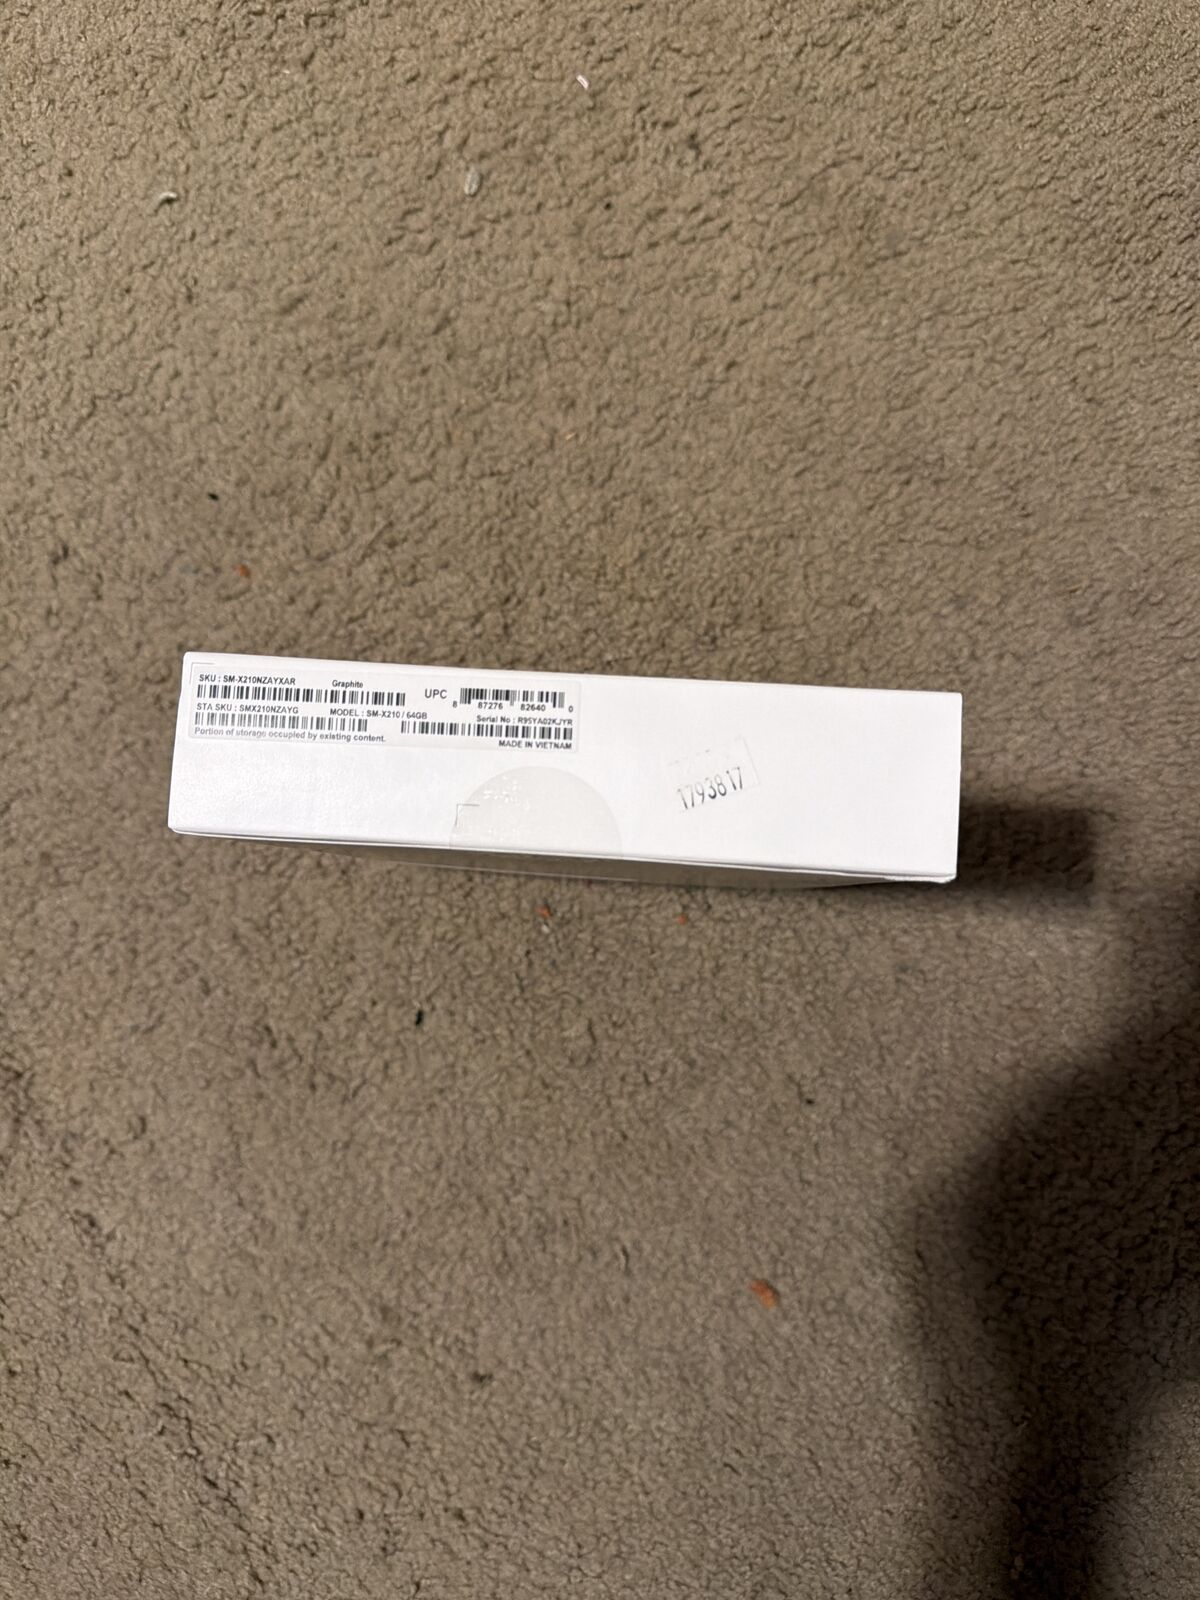 SKU : SM-X210NZAYXAR Graphite
UPC 8 87276 82640 0
STA SKU : SMX210NZAYG MODEL : SM-X210 / 64GB
Serial No : R95YA02KJYR
Portion of storage occupied by existing content.
MADE IN VIETNAM
1793817